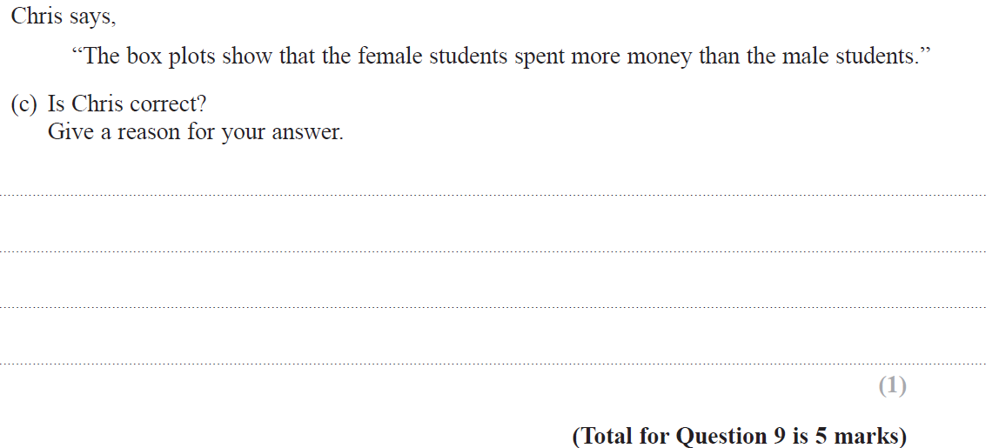 Chris says,
“The box plots show that the female students spent more money than the male students.”
(c) Is Chris correct?
Give a reason for your answer.
(1)
(Total for Question 9 is 5 marks)